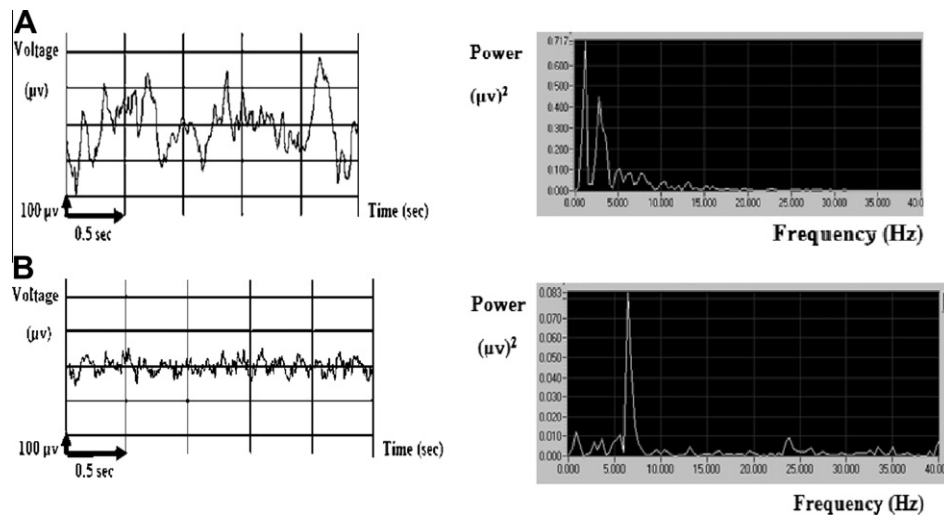 A
Voltage
(μv)
100 μv
0.5 sec
Time (sec)
Power
(μv)2
0.717
0.600
0.500
0.400
0.300
0.200
0.100
0.000
0.000 5.000 10.000 15.000 20.000 25.000 30.000 35.000 40.0
Frequency (Hz)
B
Voltage
(μv)
100 μv
0.5 sec
Time (sec)
Power
(μv)2
0.083
0.070
0.060
0.050
0.040
0.030
0.020
0.010
0.000
0.000 5.000 10.000 15.000 20.000 25.000 30.000 35.000 40.00
Frequency (Hz)